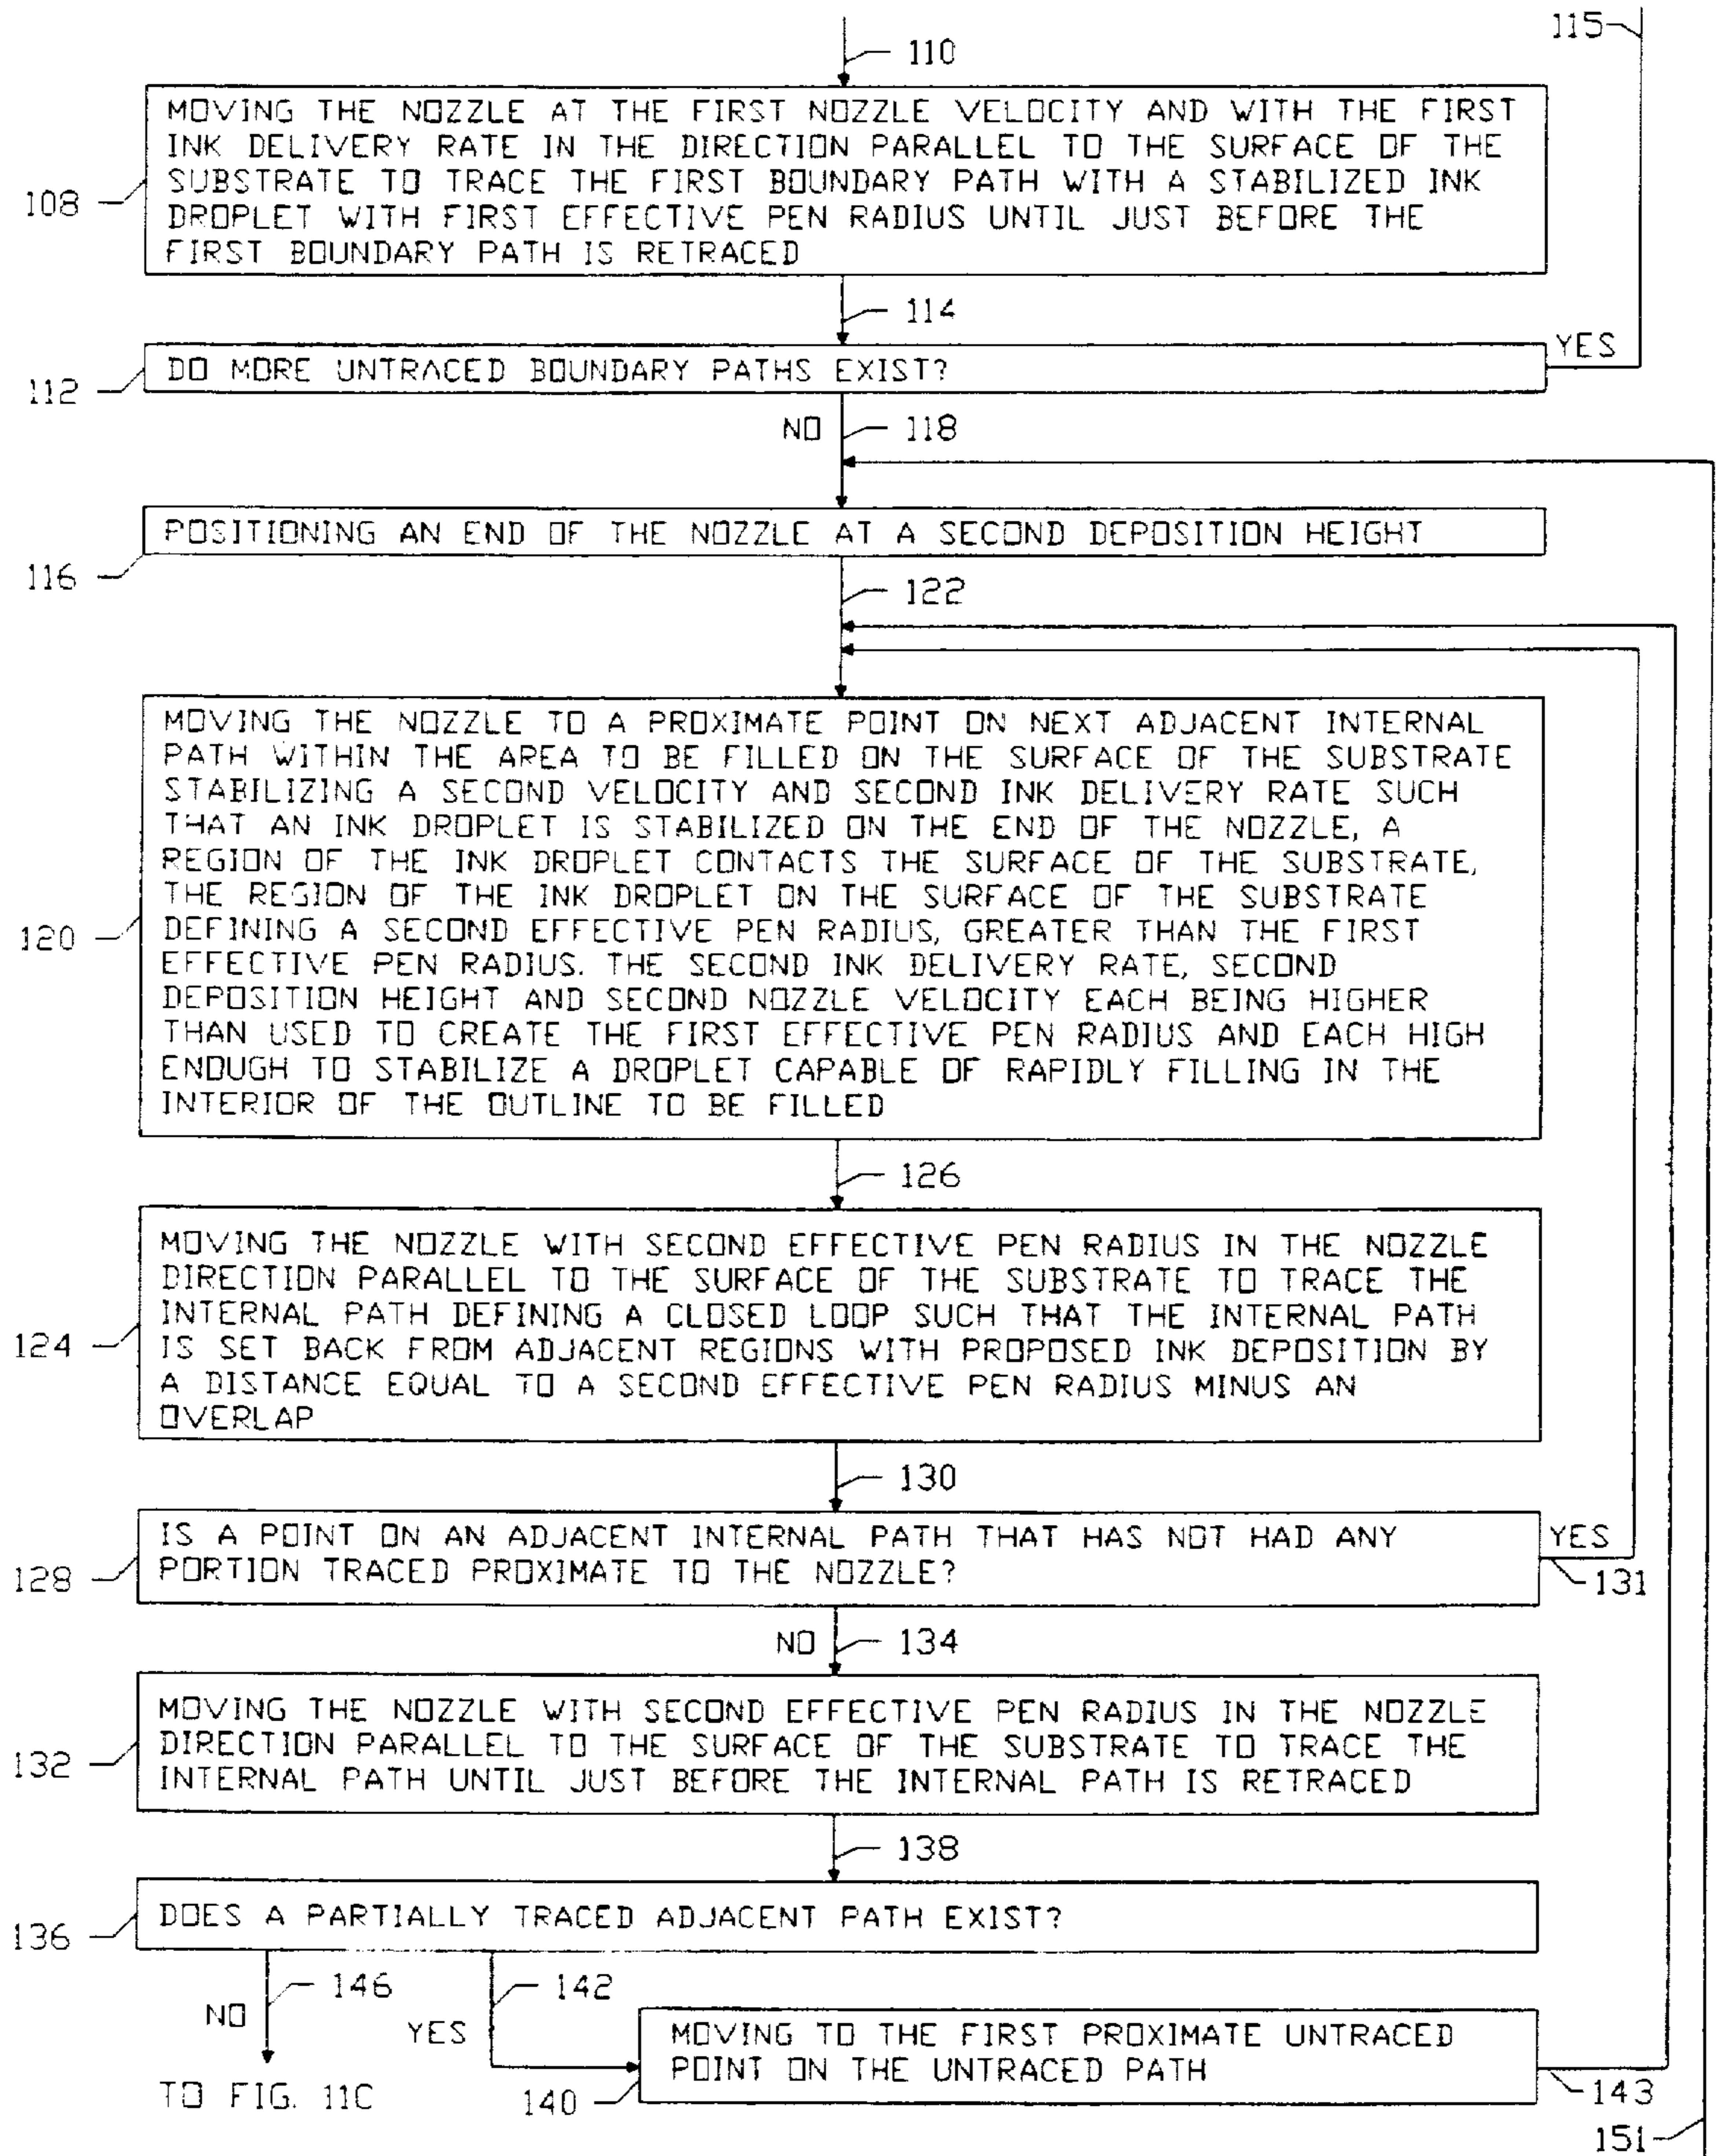 110
115
MOVING THE NOZZLE AT THE FIRST NOZZLE VELOCITY AND WITH THE FIRST
INK DELIVERY RATE IN THE DIRECTION PARALLEL TO THE SURFACE OF THE
SUBSTRATE TO TRACE THE FIRST BOUNDARY PATH WITH A STABILIZED INK
DROPLET WITH FIRST EFFECTIVE PEN RADIUS UNTIL JUST BEFORE THE
FIRST BOUNDARY PATH IS RETRACED
108
114
DO MORE UNTRACED BOUNDARY PATHS EXIST?
YES
112
NO
118
POSITIONING AN END OF THE NOZZLE AT A SECOND DEPOSITION HEIGHT
116
122
MOVING THE NOZZLE TO A PROXIMATE POINT ON NEXT ADJACENT INTERNAL
PATH WITHIN THE AREA TO BE FILLED ON THE SURFACE OF THE SUBSTRATE
STABILIZING A SECOND VELOCITY AND SECOND INK DELIVERY RATE SUCH
THAT AN INK DROPLET IS STABILIZED ON THE END OF THE NOZZLE, A
REGION OF THE INK DROPLET CONTACTS THE SURFACE OF THE SUBSTRATE,
THE REGION OF THE INK DROPLET ON THE SURFACE OF THE SUBSTRATE
DEFINING A SECOND EFFECTIVE PEN RADIUS, GREATER THAN THE FIRST
EFFECTIVE PEN RADIUS. THE SECOND INK DELIVERY RATE, SECOND
DEPOSITION HEIGHT AND SECOND NOZZLE VELOCITY EACH BEING HIGHER
THAN USED TO CREATE THE FIRST EFFECTIVE PEN RADIUS AND EACH HIGH
ENOUGH TO STABILIZE A DROPLET CAPABLE OF RAPIDLY FILLING IN THE
INTERIOR OF THE OUTLINE TO BE FILLED
120
126
MOVING THE NOZZLE WITH SECOND EFFECTIVE PEN RADIUS IN THE NOZZLE
DIRECTION PARALLEL TO THE SURFACE OF THE SUBSTRATE TO TRACE THE
INTERNAL PATH DEFINING A CLOSED LOOP SUCH THAT THE INTERNAL PATH
IS SET BACK FROM ADJACENT REGIONS WITH PROPOSED INK DEPOSITION BY
A DISTANCE EQUAL TO A SECOND EFFECTIVE PEN RADIUS MINUS AN
OVERLAP
124
130
IS A POINT ON AN ADJACENT INTERNAL PATH THAT HAS NOT HAD ANY
PORTION TRACED PROXIMATE TO THE NOZZLE?
YES
128
131
NO
134
MOVING THE NOZZLE WITH SECOND EFFECTIVE PEN RADIUS IN THE NOZZLE
DIRECTION PARALLEL TO THE SURFACE OF THE SUBSTRATE TO TRACE THE
INTERNAL PATH UNTIL JUST BEFORE THE INTERNAL PATH IS RETRACED
132
138
DOES A PARTIALLY TRACED ADJACENT PATH EXIST?
136
146
142
NO
YES
MOVING TO THE FIRST PROXIMATE UNTRACED
POINT ON THE UNTRACED PATH
TO FIG. 11C
140
143
151